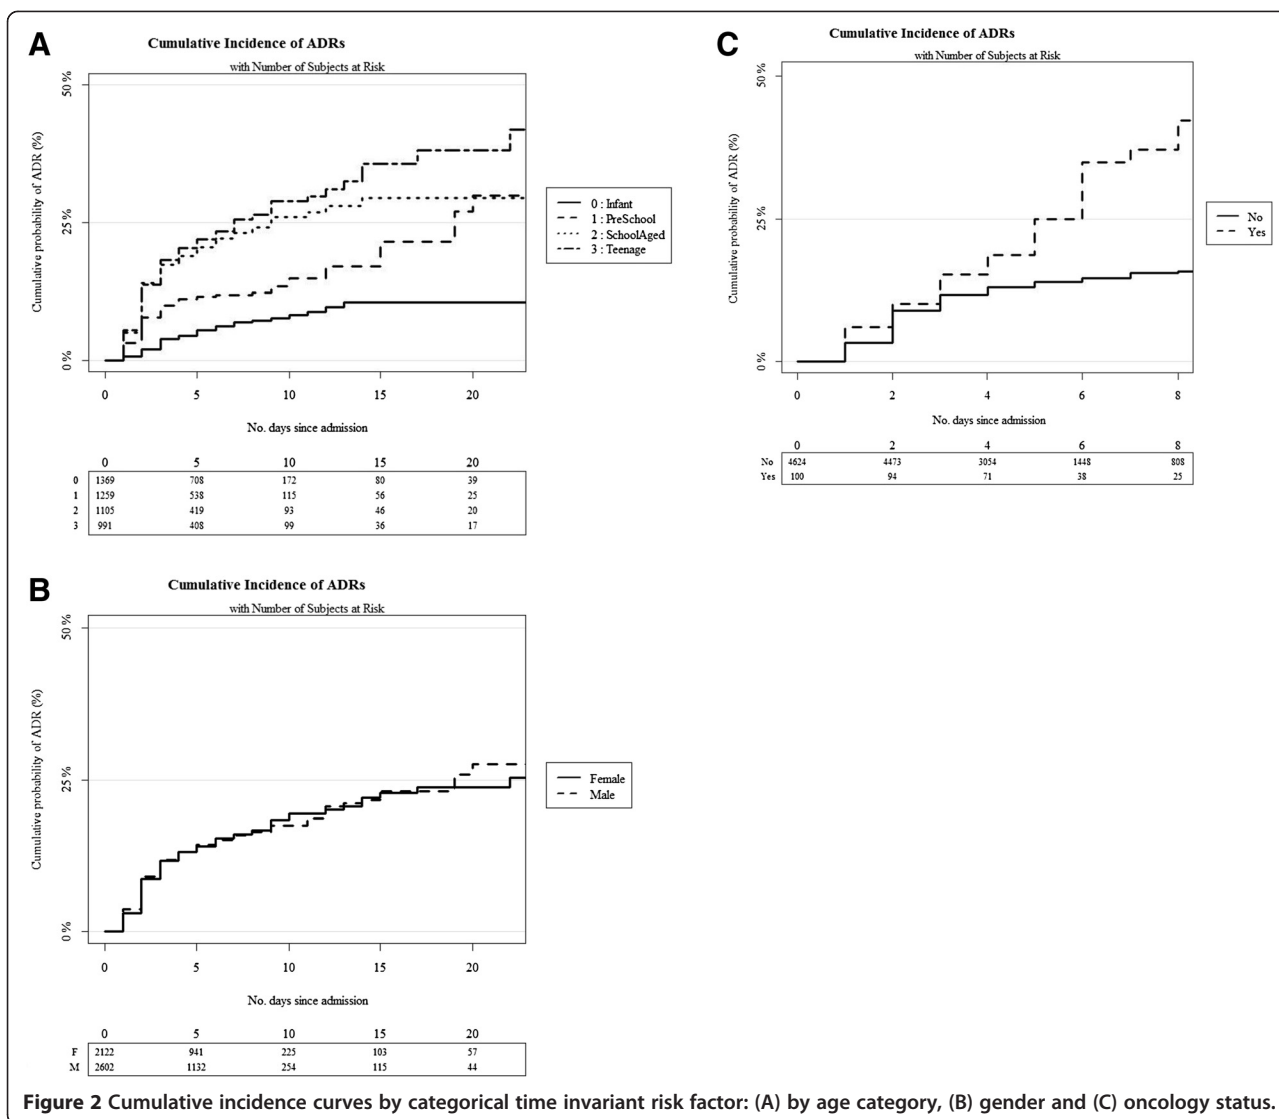 A
Cumulative Incidence of ADRs
with Number of Subjects at Risk
Cumulative probability of ADR (%)
50 %
25 %
0 %
0 5 10 15 20
No. days since admission
0 : Infant
1 : PreSchool
2 : SchoolAged
3 : Teenage
0 5 10 15 20
0 1369 708 172 80 39
1 1259 538 115 56 25
2 1105 419 93 46 20
3 991 408 99 36 17
C
Cumulative Incidence of ADRs
with Number of Subjects at Risk
Cumulative probability of ADR (%)
50 %
25 %
0 %
0 2 4 6 8
No. days since admission
No
Yes
0 2 4 6 8
No 4624 4473 3054 1448 808
Yes 100 94 71 38 25
B
Cumulative Incidence of ADRs
with Number of Subjects at Risk
Cumulative probability of ADR (%)
50 %
25 %
0 %
0 5 10 15 20
No. days since admission
Female
Male
0 5 10 15 20
F 2122 941 225 103 57
M 2602 1132 254 115 44
Figure 2 Cumulative incidence curves by categorical time invariant risk factor: (A) by age category, (B) gender and (C) oncology status.